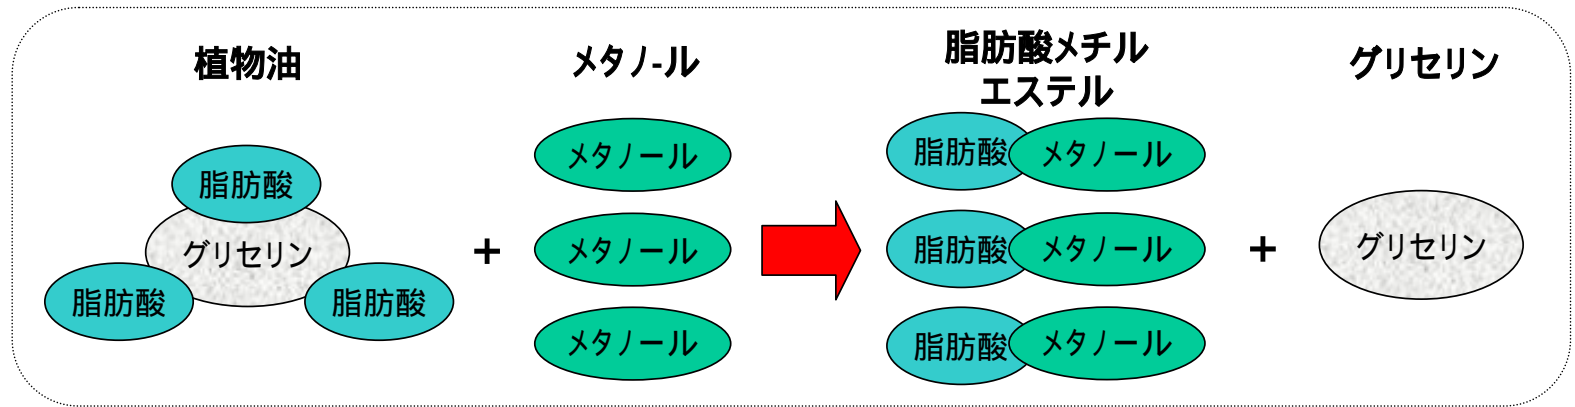 植物油
メタノ-ル
脂肪酸メチル
エステル
グリセリン
脂肪酸
グリセリン
脂肪酸
脂肪酸
+
メタノール
メタノール
メタノール
脂肪酸
メタノール
脂肪酸
メタノール
脂肪酸
メタノール
+
グリセリン